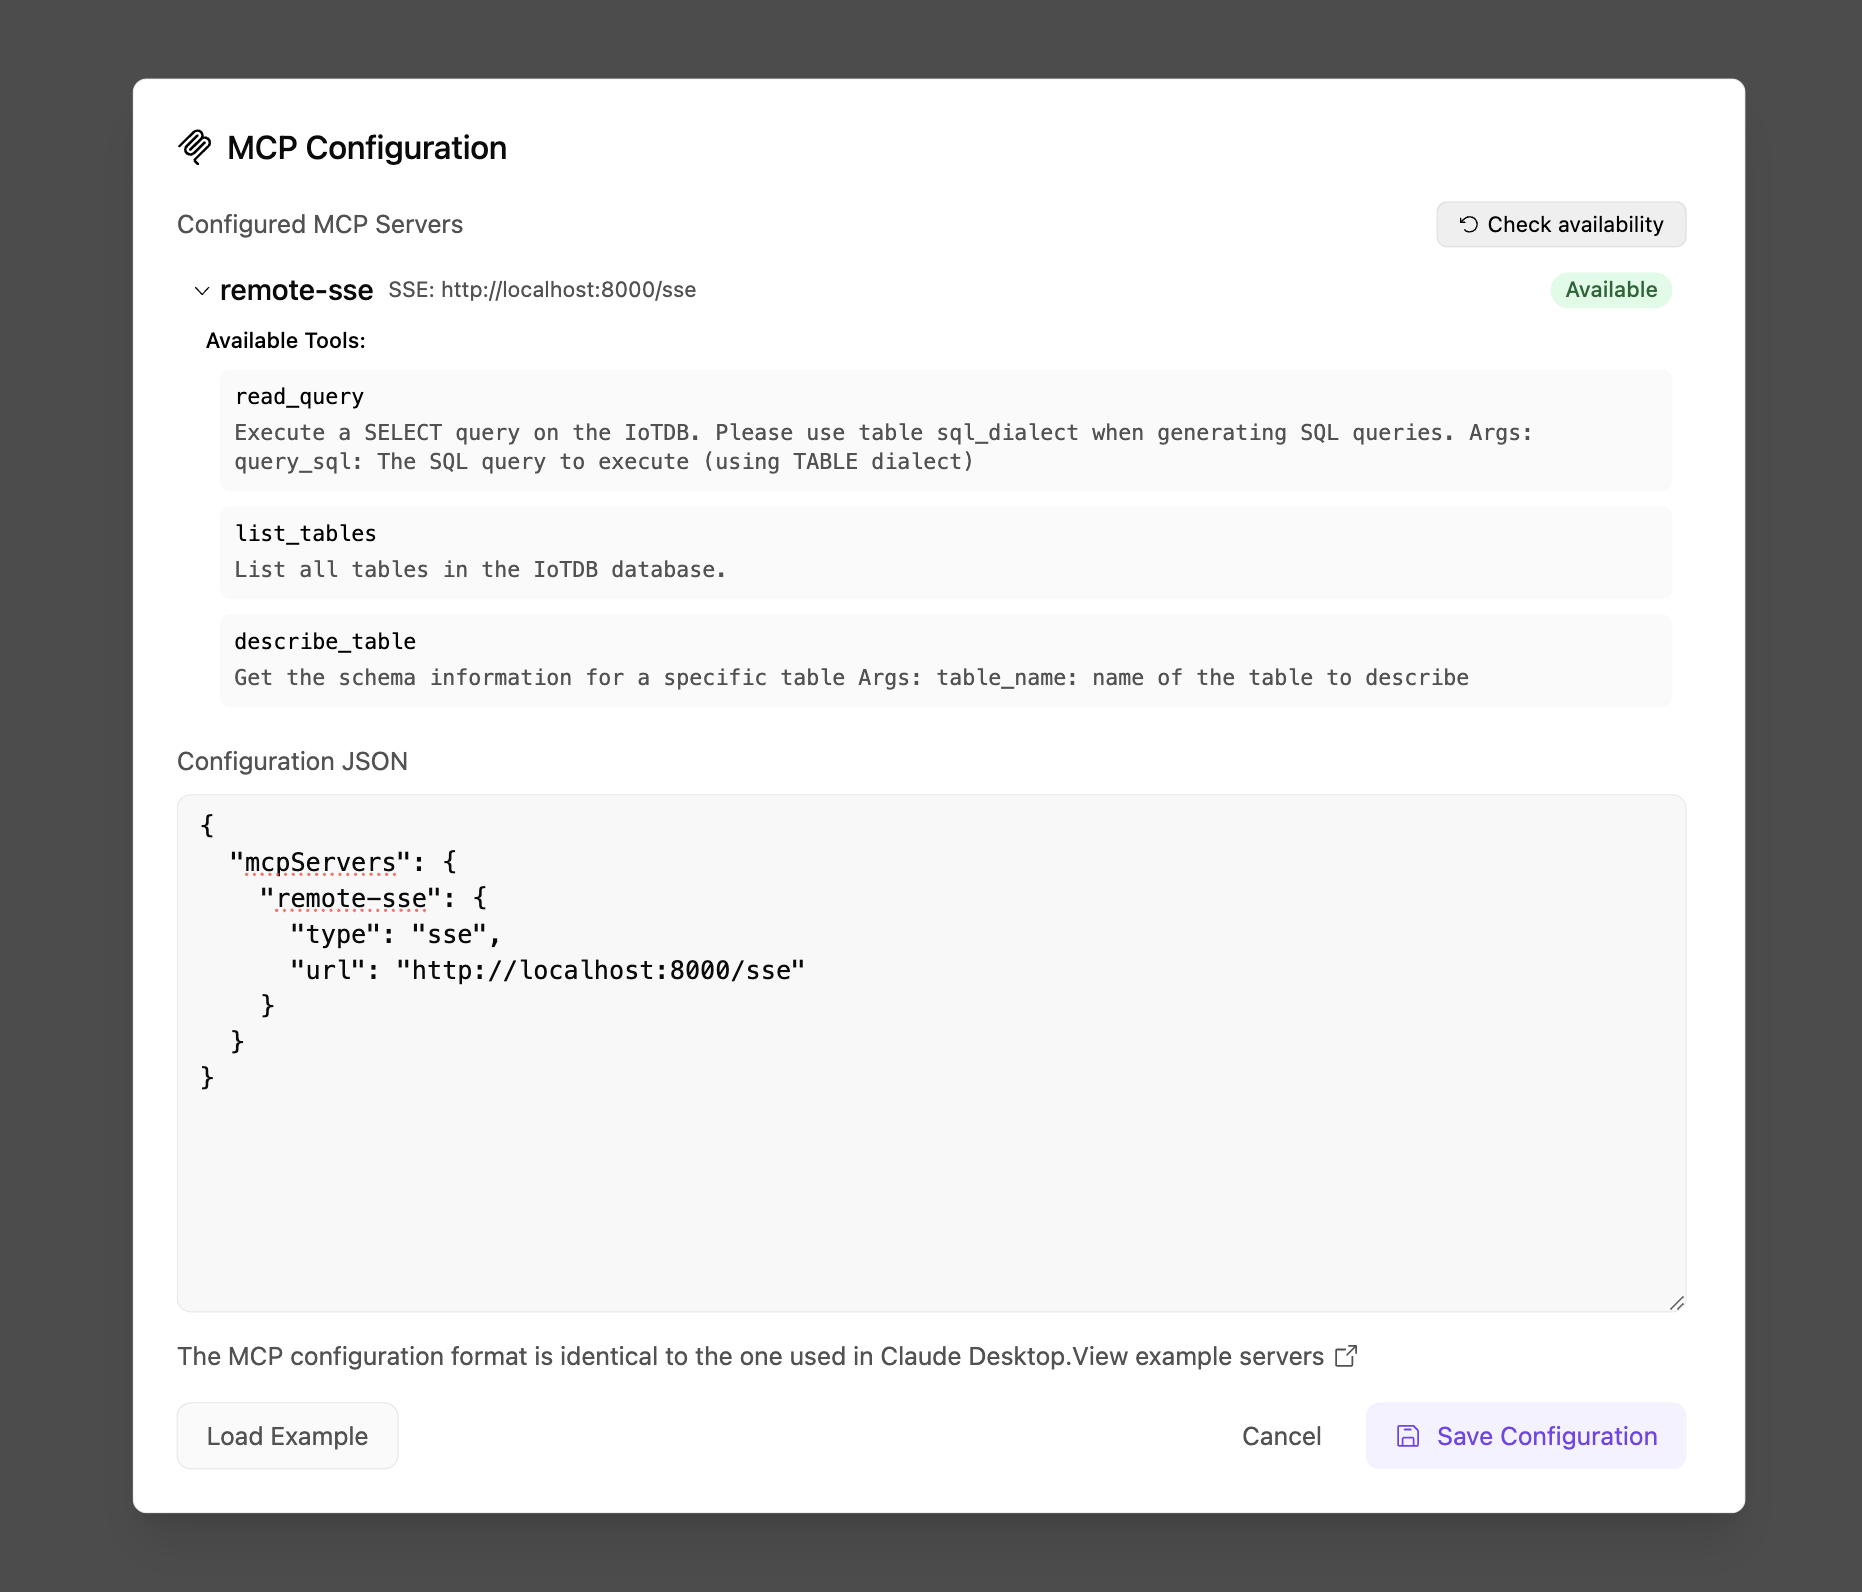 MCP Configuration
Configured MCP Servers
Check availability
remote-sse SSE: http://localhost:8000/sse
Available
Available Tools:
read_query
Execute a SELECT query on the IoTDB. Please use table sql_dialect when generating SQL queries. Args:
query_sql: The SQL query to execute (using TABLE dialect)
list_tables
List all tables in the IoTDB database.
describe_table
Get the schema information for a specific table Args: table_name: name of the table to describe
Configuration JSON
{
  "mcpServers": {
    "remote-sse": {
      "type": "sse",
      "url": "http://localhost:8000/sse"
    }
  }
}
The MCP configuration format is identical to the one used in Claude Desktop.View example servers
Load Example
Cancel
Save Configuration